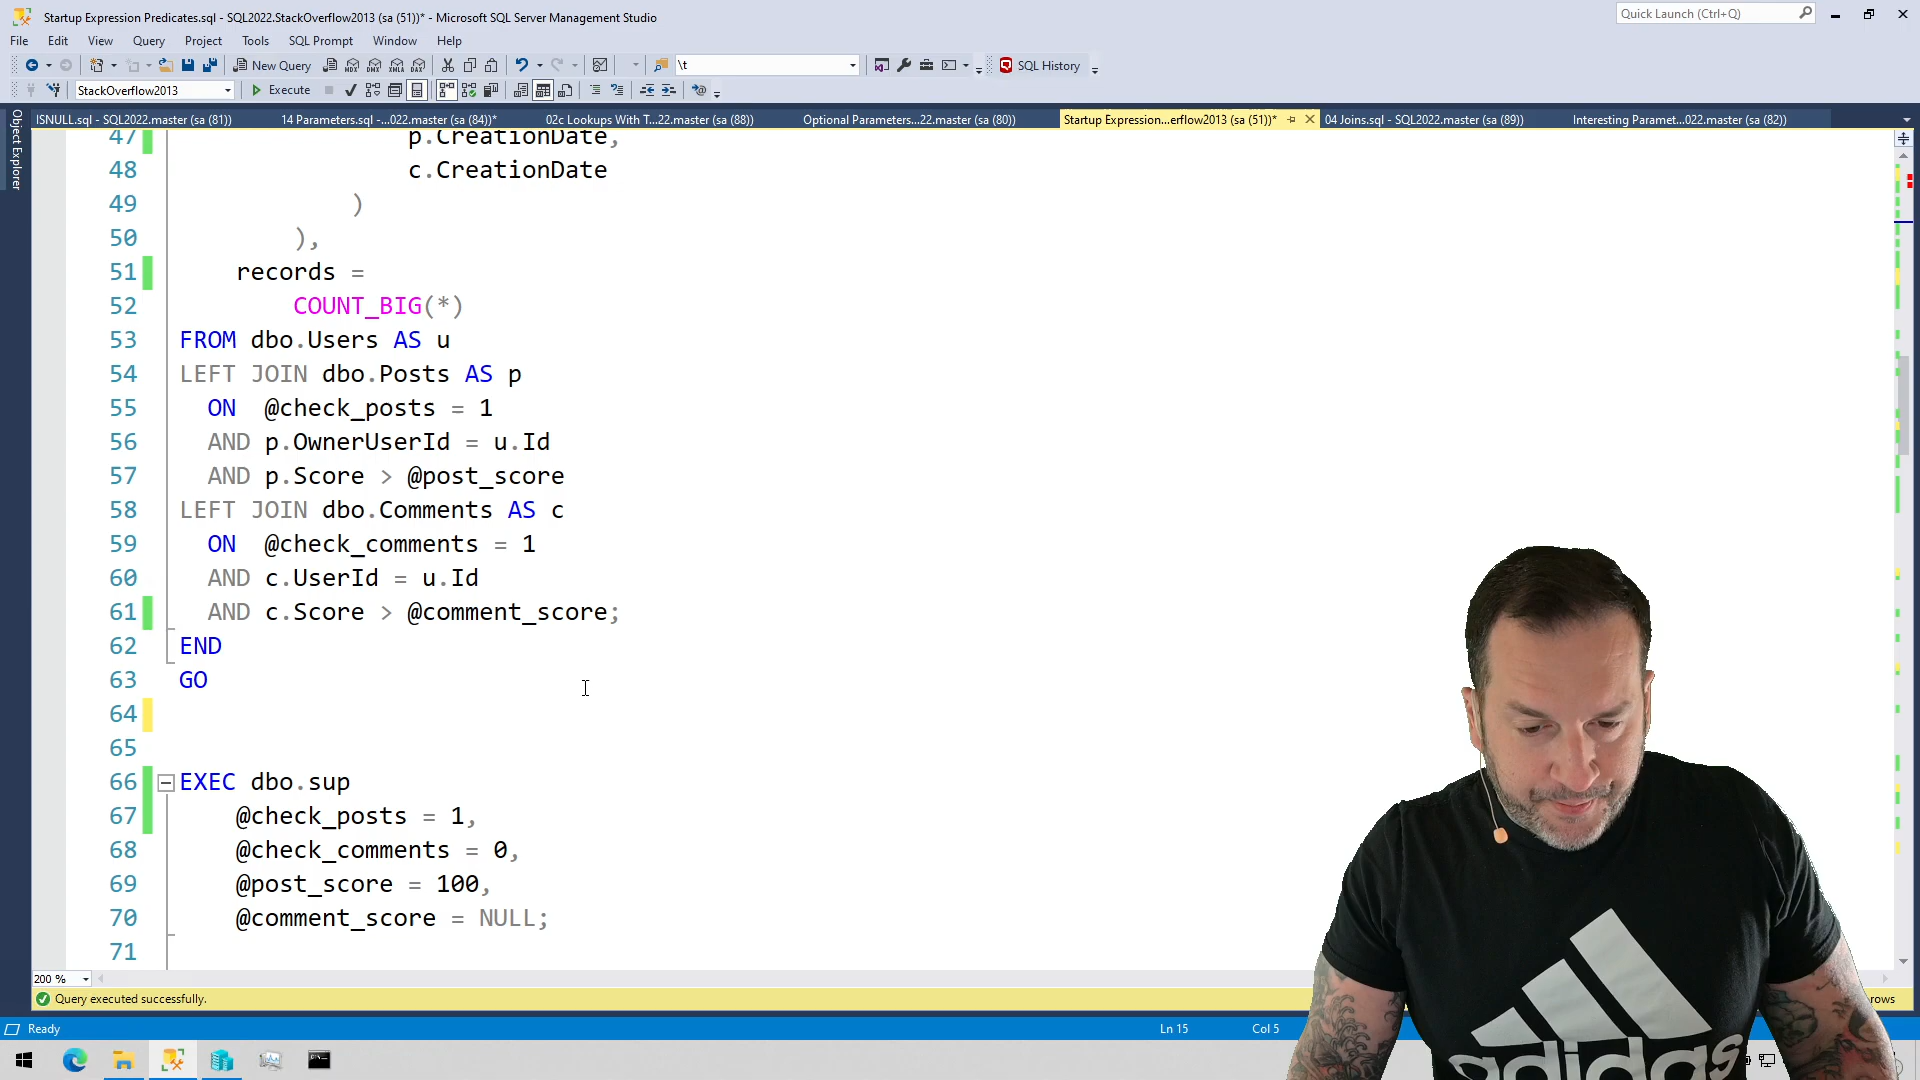 Startup Expression Predicates.sql - SQL2022.StackOverflow2013 (sa (51))* - Microsoft SQL Server Management Studio
Quick Launch (Ctrl+Q)
File Edit View Query Project Tools SQL Prompt Window Help
New Query
\t
SQL History
StackOverflow2013
Execute
ISNULL.sql - SQL2022.master (sa (81))
14 Parameters.sql -...022.master (sa (84))*
02c Lookups With T...22.master (sa (88))
Optional Parameters...22.master (sa (80))
Startup Expression...erflow2013 (sa (51))*
04 Joins.sql - SQL2022.master (sa (89))
Interesting Paramet...022.master (sa (82))
Object Explorer
47 p.CreationDate,
48 c.CreationDate
49 )
50 ),
51 records =
52 COUNT_BIG(*)
53 FROM dbo.Users AS u
54 LEFT JOIN dbo.Posts AS p
55 ON @check_posts = 1
56 AND p.OwnerUserId = u.Id
57 AND p.Score > @post_score
58 LEFT JOIN dbo.Comments AS c
59 ON @check_comments = 1
60 AND c.UserId = u.Id
61 AND c.Score > @comment_score;
62 END
63 GO
64
65
66 EXEC dbo.sup
67 @check_posts = 1,
68 @check_comments = 0,
69 @post_score = 100,
70 @comment_score = NULL;
71
200 %
Query executed successfully.
rows
Ready
Ln 15
Col 5
adidas